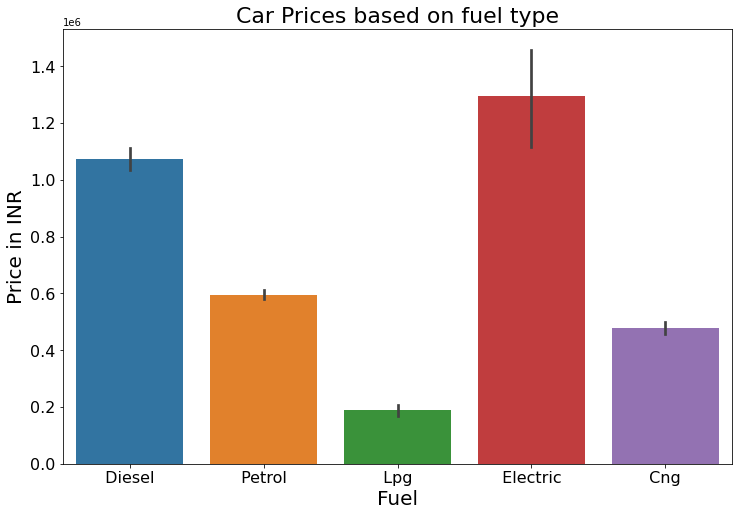 Car Prices based on fuel type
1e6
1.4
1.2
1.0
0.8
0.6
0.4
0.2
0.0
Price in INR
Diesel Petrol Lpg Electric Cng
Fuel